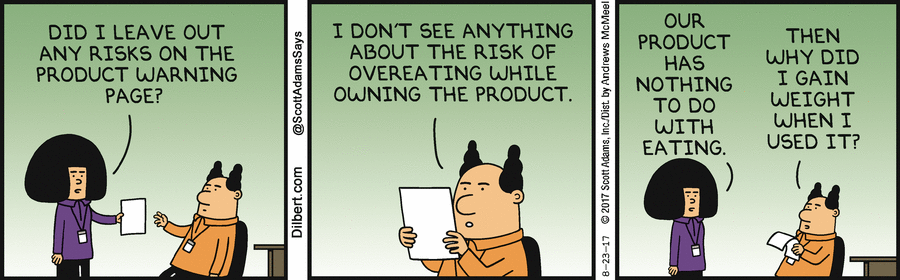 DID I LEAVE OUT
ANY RISKS ON THE
PRODUCT WARNING
PAGE?
Dilbert.com @ScottAdamsSays
I DON'T SEE ANYTHING
ABOUT THE RISK OF
OVEREATING WHILE
OWNING THE PRODUCT.
8-23-17 © 2017 Scott Adams, Inc./Dist. by Andrews McMeel
OUR
PRODUCT
HAS
NOTHING
TO DO
WITH
EATING.
THEN
WHY DID
I GAIN
WEIGHT
WHEN I
USED IT?